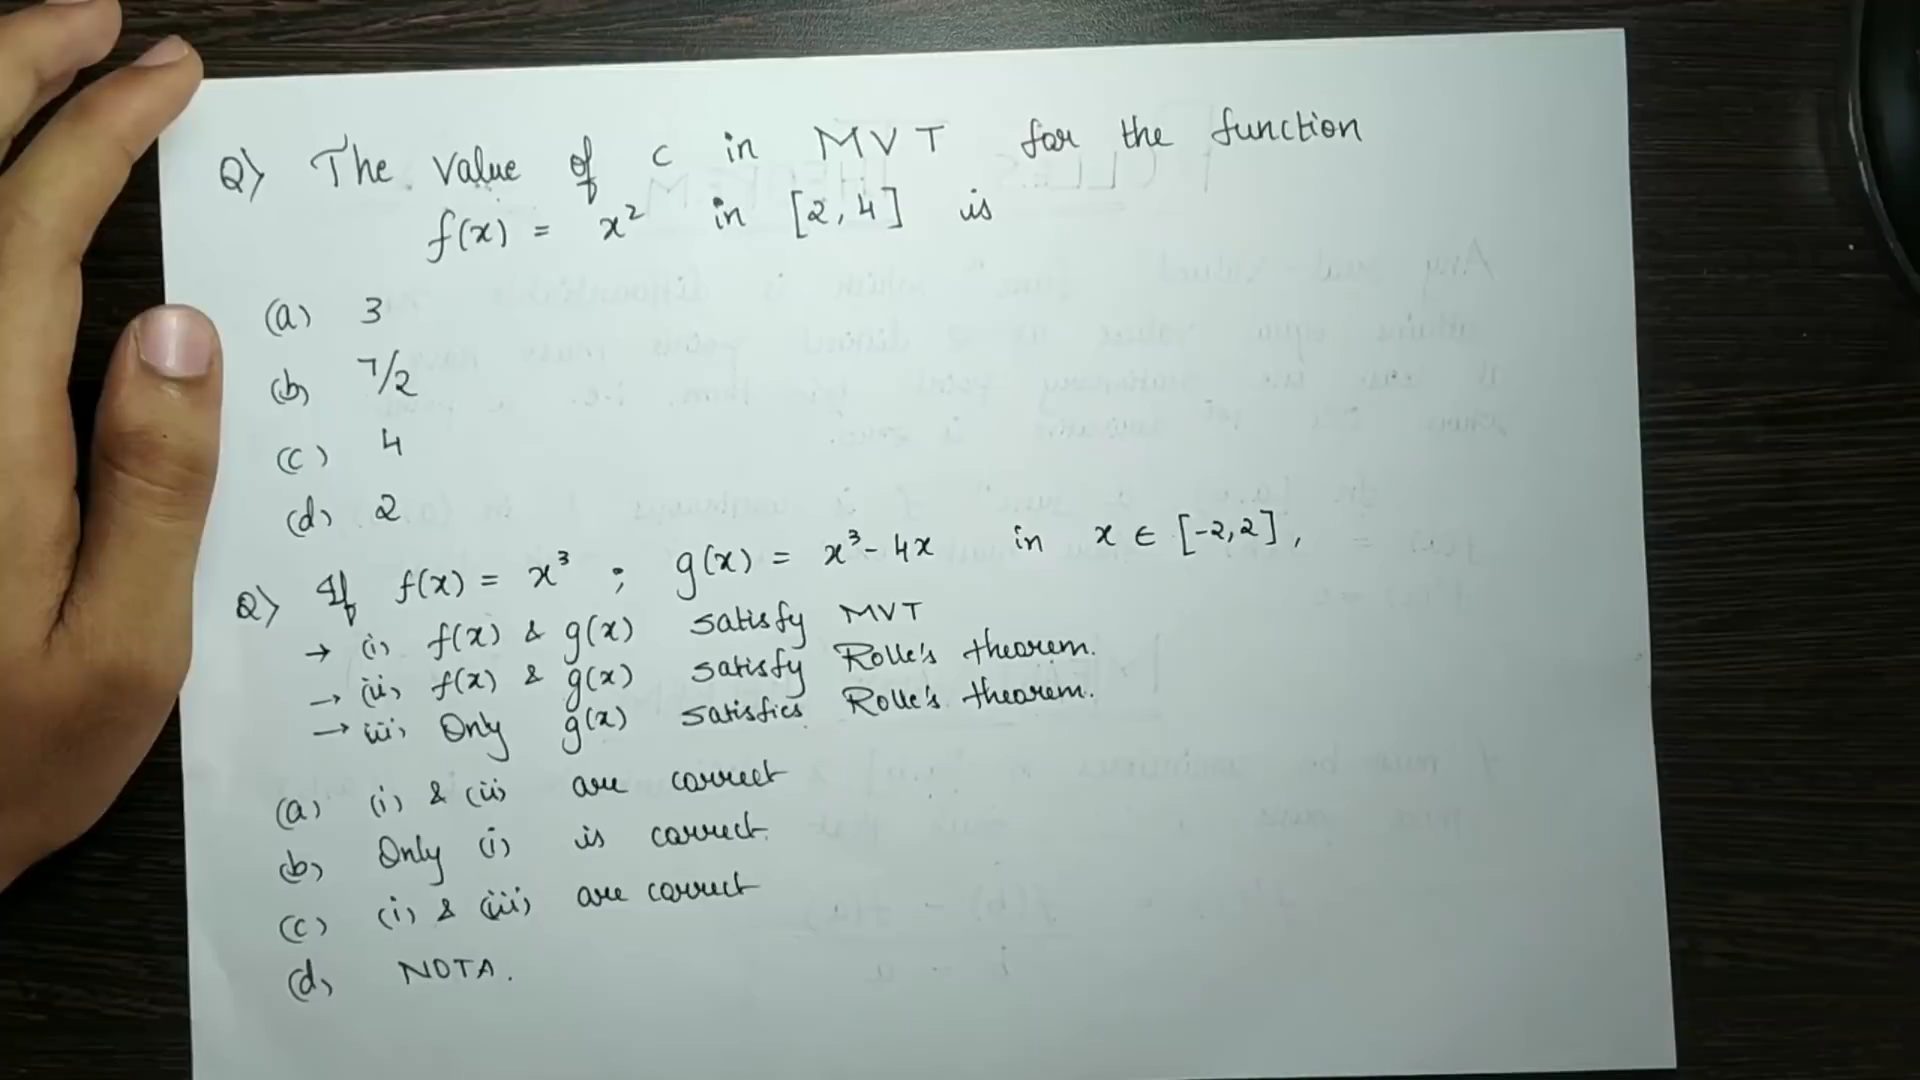 Q) The value of c in MVT for the function
f(x) = x² in [2,4] is
(a) 3
(b) 7/2
(c) 4
(d) 2
Q) If f(x) = x³ ; g(x) = x³- 4x in x ∈ [-2,2],
→ (i) f(x) & g(x) satisfy MVT
→ (ii) f(x) & g(x) satisfy Rolle's theorem.
→ iii) Only g(x) satisfies Rolle's theorem.
(a) (i) & (ii) are correct
(b) Only (i) is correct.
(c) (i) & (iii) are correct
(d) NOTA.